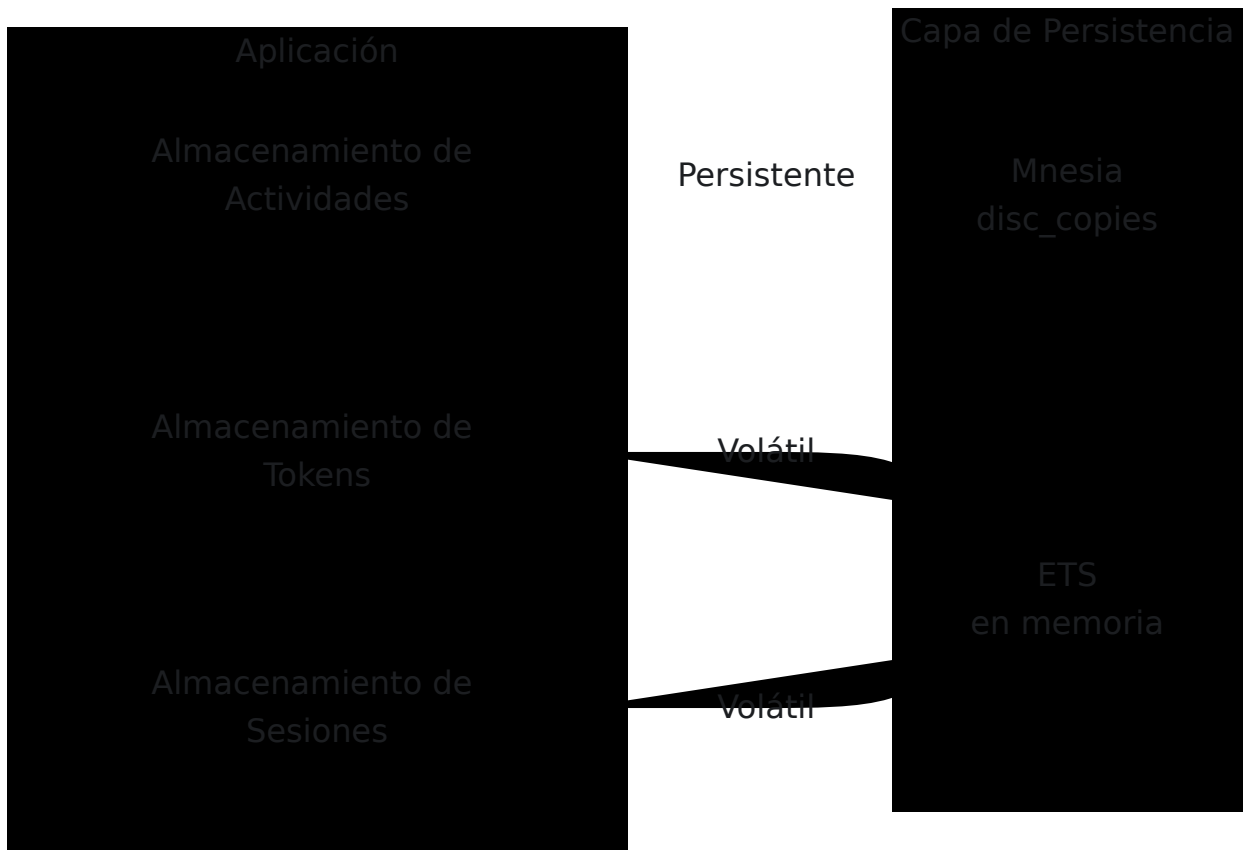 Aplicación
Almacenamiento de
Actividades
Almacenamiento de
Tokens
Almacenamiento de
Sesiones
Persistente
Volátil
Volátil
Capa de Persistencia
Mnesia
disc_copies
ETS
en memoria